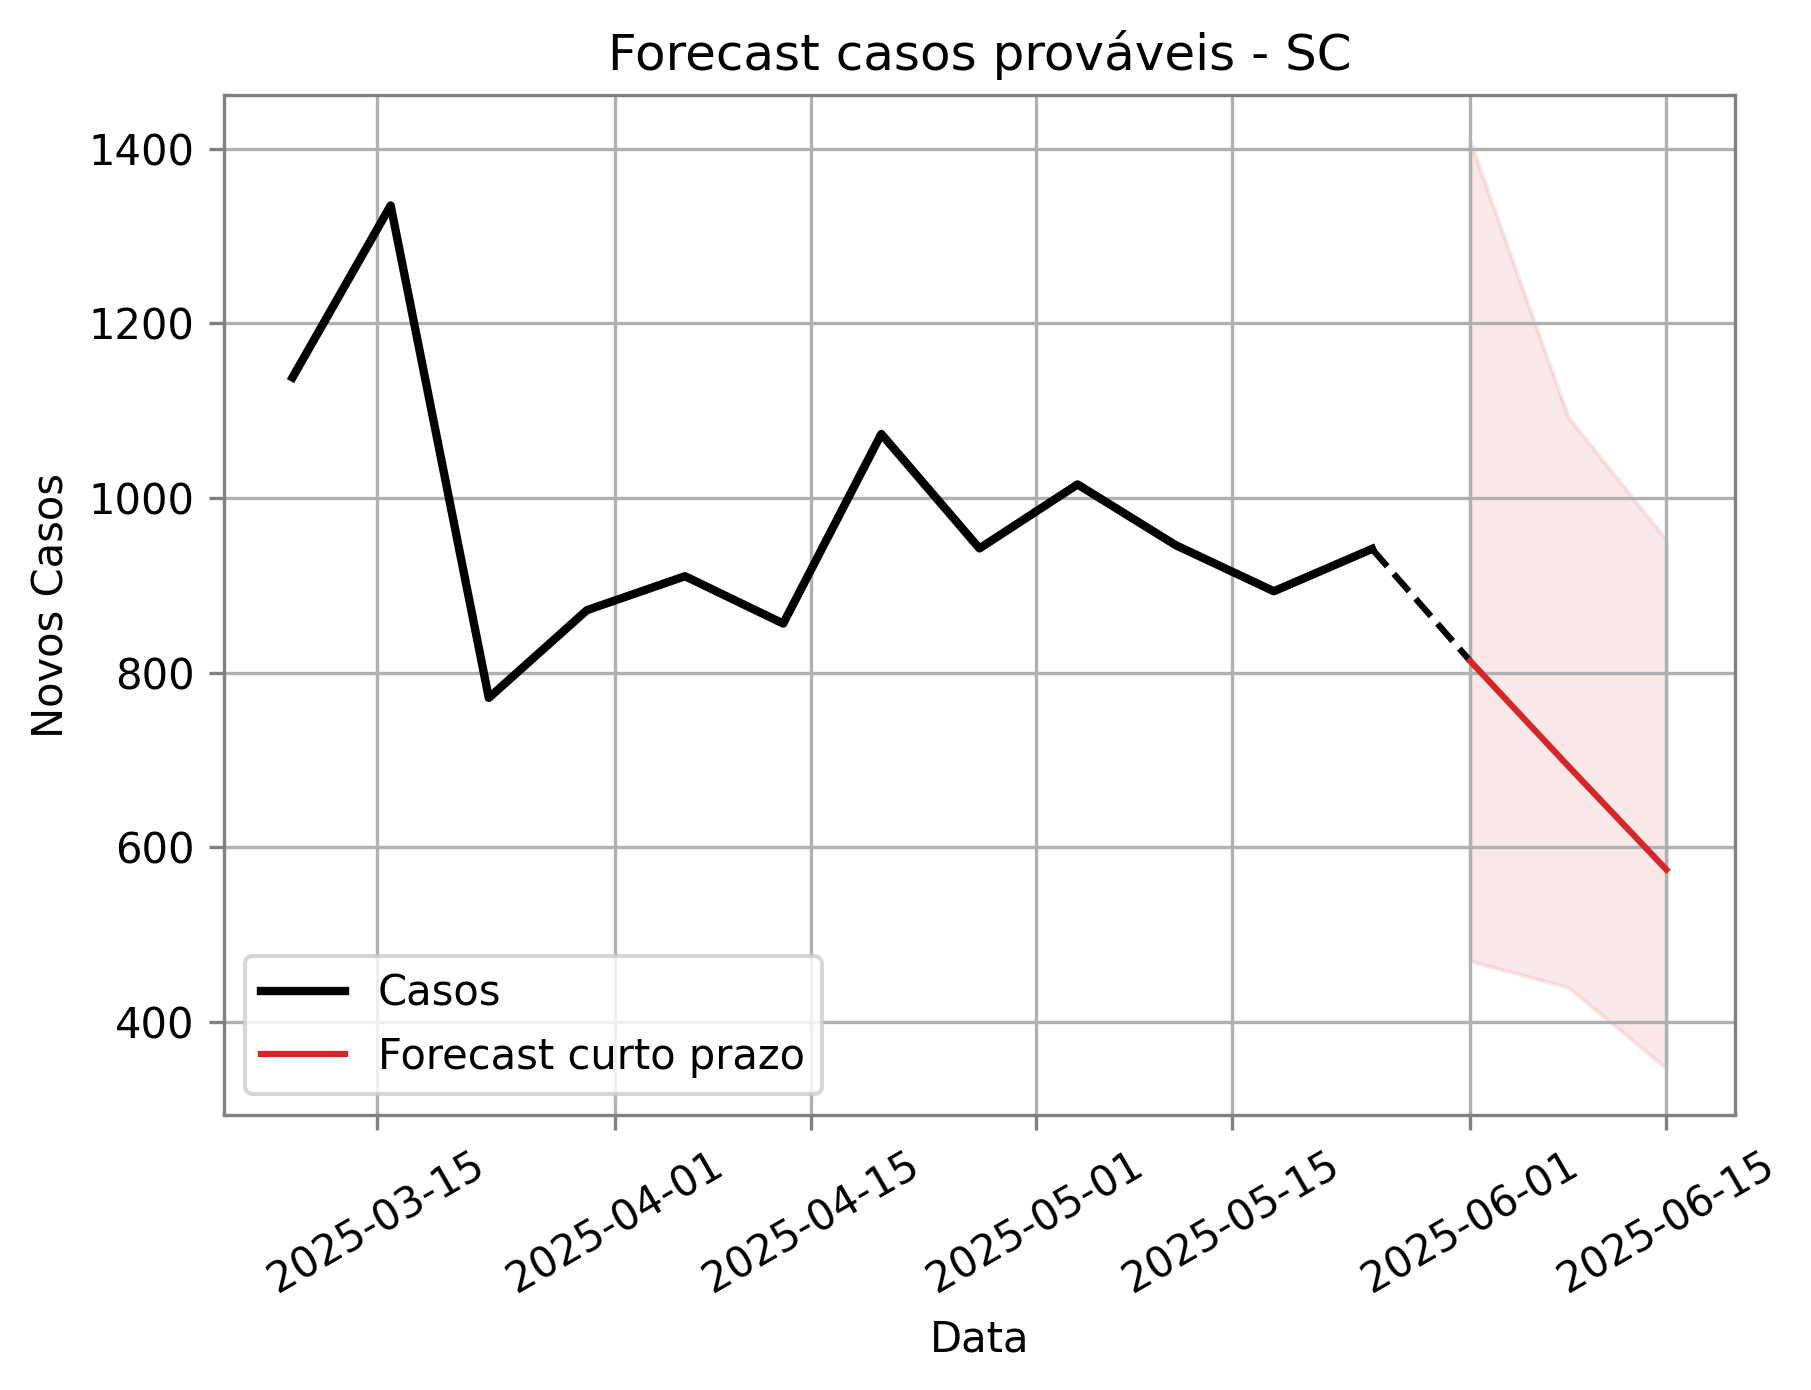 Forecast casos prováveis - SC
1400
1200
1000
800
600
400
Novos Casos
Casos
Forecast curto prazo
2025-03-15
2025-04-01
2025-04-15
2025-05-01
2025-05-15
2025-06-01
2025-06-15
Data